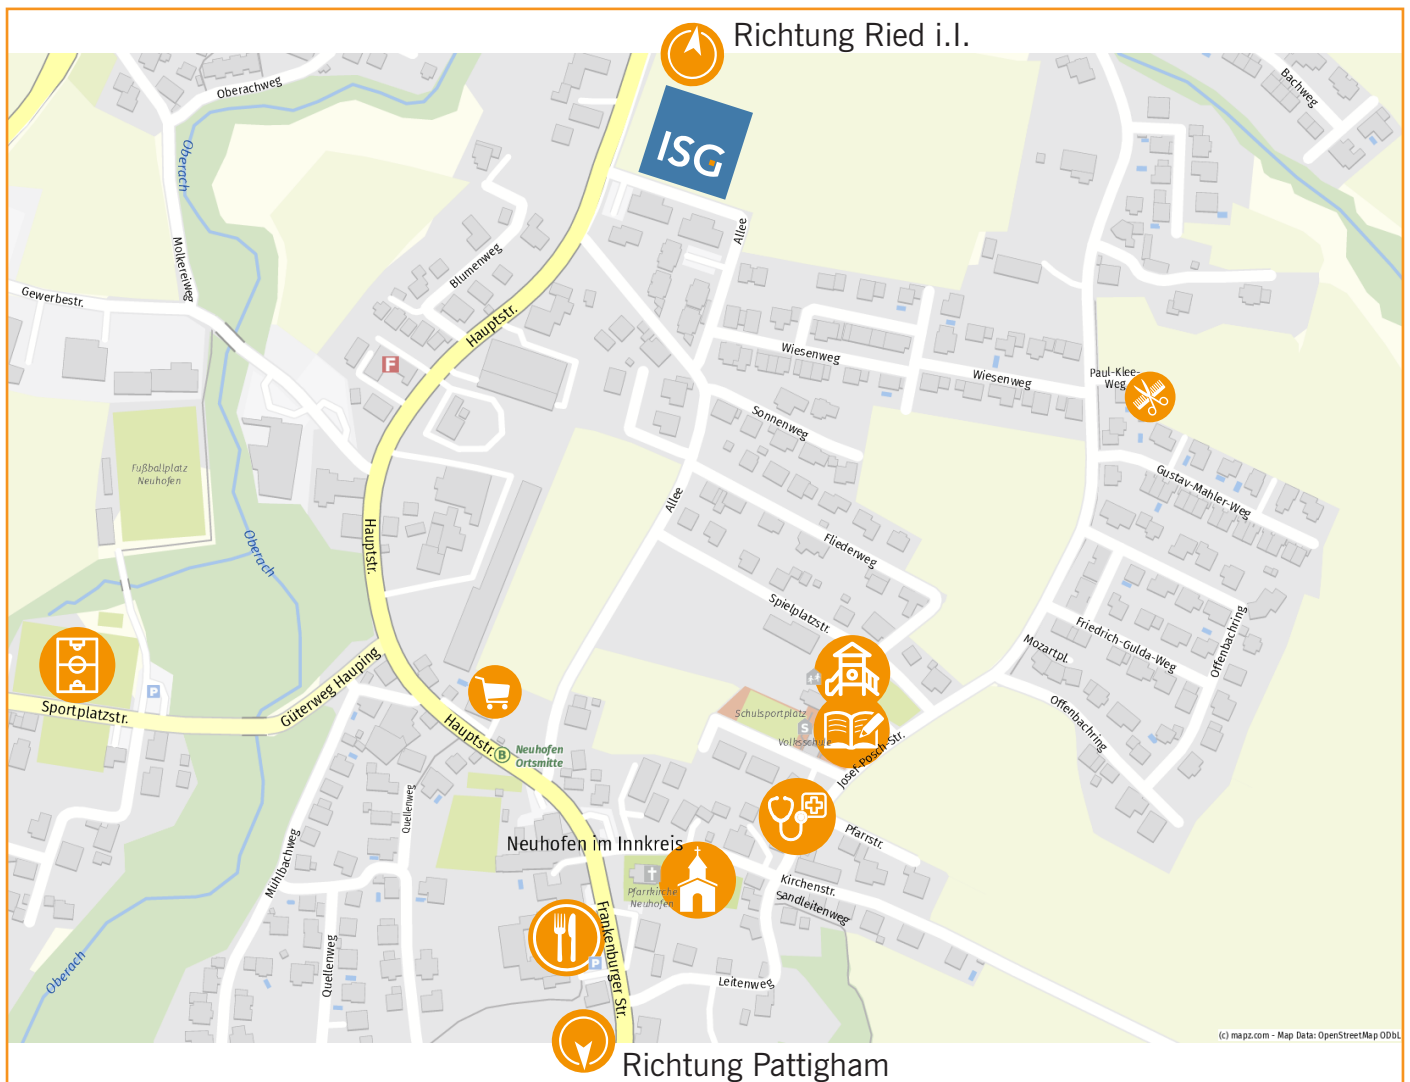 Richtung Ried i.I.
ISG
Oberachweg
Bachweg
Oberach
Molkereiweg
Allee
Blumenweg
Gewerbestr.
Hauptstr.
F
Wiesenweg
Wiesenweg
Paul-Klee-
Weg
Sonnenweg
Fußballplatz
Neuhofen
Gustav-Mahler-Weg
Allee
Hauptstr.
Oberach
Fliederweg
Spielplatzstr.
Friedrich-Gulda-Weg
Offenbachring
Mozartpl.
Güterweg Hauping
P
Sportplatzstr.
Offenbachring
Schulsportplatz
S
Volksschule
Hauptstr.
B
Neuhofen
Ortsmitte
Josef-Posch-Str.
Quellenweg
Pfarrstr.
Neuhofen im Innkreis
Mühlbachweg
Kirchenstr.
Pfarrkirche
Neuhofen
Sandleitenweg
Frankenburger Str.
P
Quellenweg
Oberach
Leitenweg
(c) mapz.com - Map Data: OpenStreetMap ODbL
Richtung Pattigham